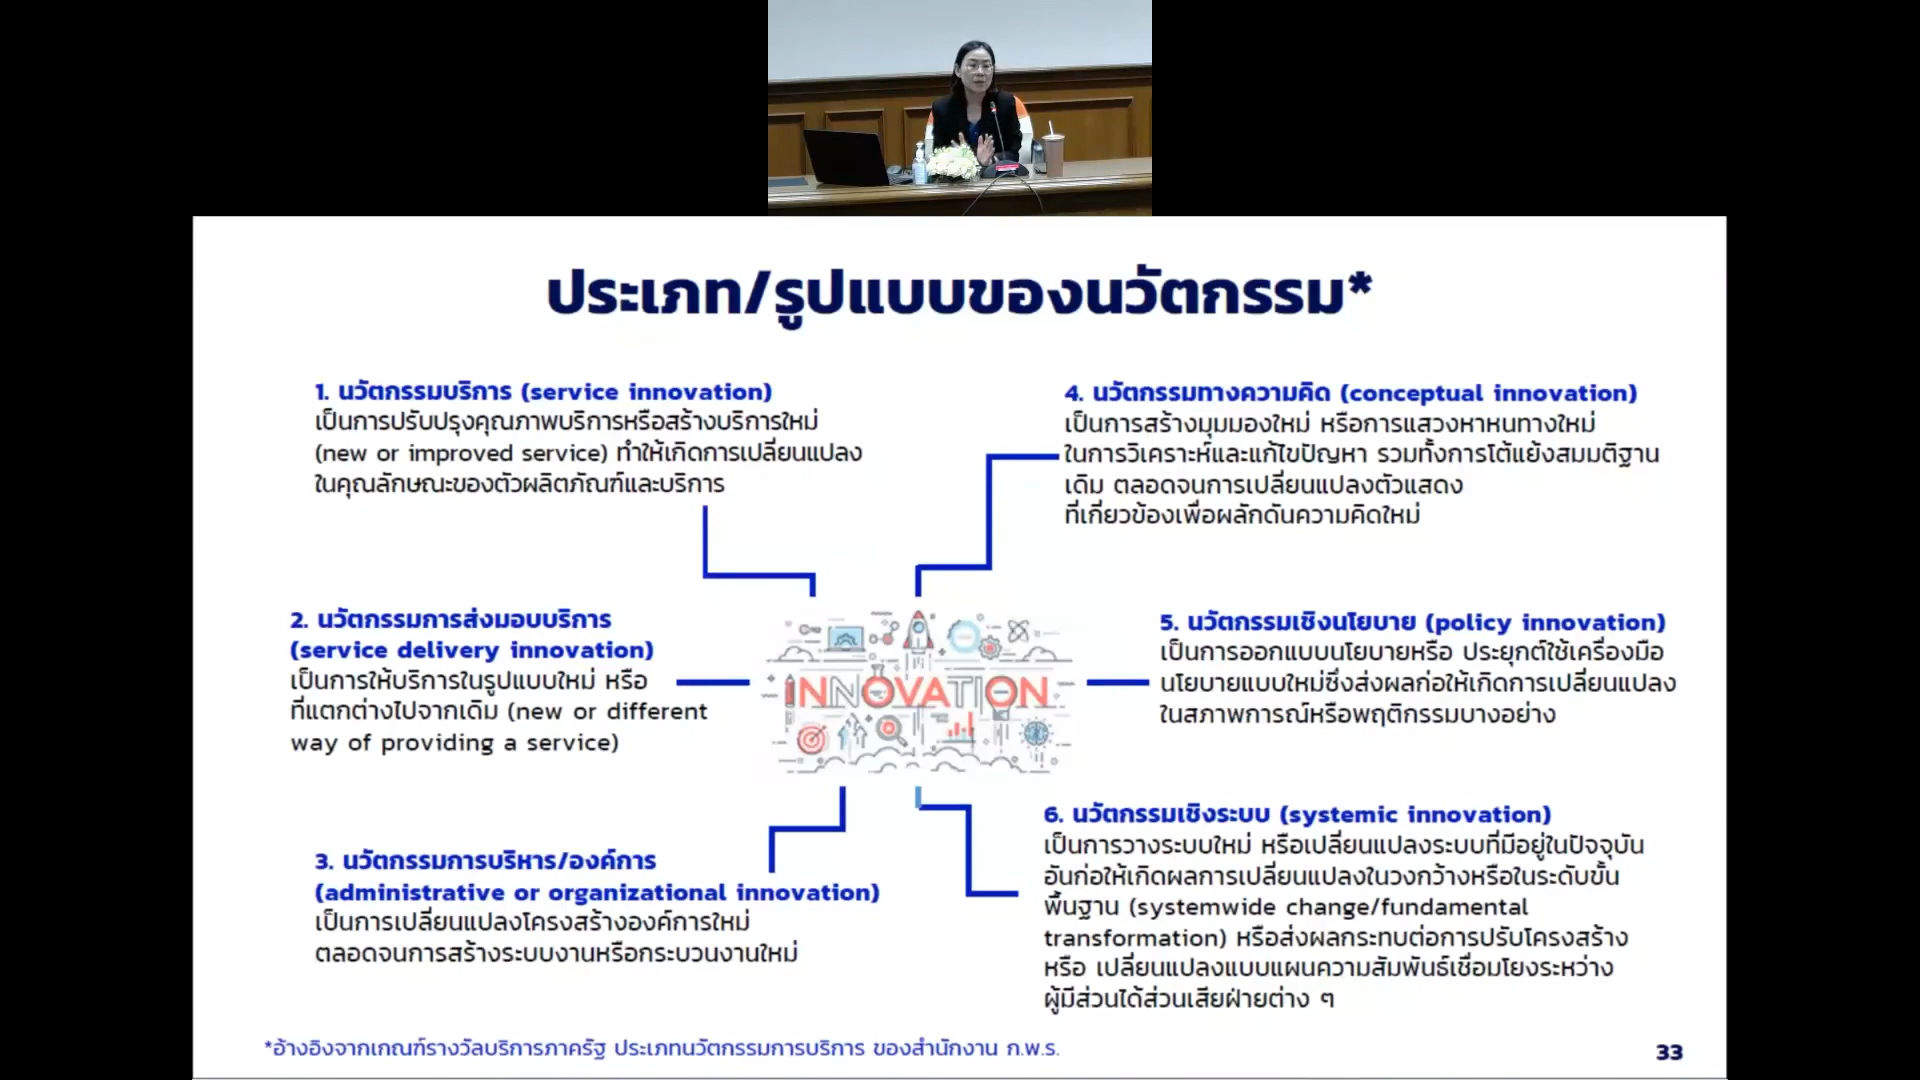 ประเภท/รูปแบบของนวัตกรรม*
1. นวัตกรรมบริการ (service innovation)
เป็นการปรับปรุงคุณภาพบริการหรือสร้างบริการใหม่
(new or improved service) ทำให้เกิดการเปลี่ยนแปลง
ในคุณลักษณะของตัวผลิตภัณฑ์และบริการ
2. นวัตกรรมการส่งมอบบริการ
(service delivery innovation)
เป็นการให้บริการในรูปแบบใหม่ หรือ
ที่แตกต่างไปจากเดิม (new or different
way of providing a service)
3. นวัตกรรมการบริหาร/องค์การ
(administrative or organizational innovation)
เป็นการเปลี่ยนแปลงโครงสร้างองค์การใหม่
ตลอดจนการสร้างระบบงานหรือกระบวนงานใหม่
INNOVATION
4. นวัตกรรมทางความคิด (conceptual innovation)
เป็นการสร้างมุมมองใหม่ หรือการแสวงหาหนทางใหม่
ในการวิเคราะห์และแก้ไขปัญหา รวมทั้งการโต้แย้งสมมติฐาน
เดิม ตลอดจนการเปลี่ยนแปลงตัวแสดง
ที่เกี่ยวข้องเพื่อผลักดันความคิดใหม่
5. นวัตกรรมเชิงนโยบาย (policy innovation)
เป็นการออกแบบนโยบายหรือ ประยุกต์ใช้เครื่องมือ
นโยบายแบบใหม่ซึ่งส่งผลก่อให้เกิดการเปลี่ยนแปลง
ในสภาพการณ์หรือพฤติกรรมบางอย่าง
6. นวัตกรรมเชิงระบบ (systemic innovation)
เป็นการวางระบบใหม่ หรือเปลี่ยนแปลงระบบที่มีอยู่ในปัจจุบัน
อันก่อให้เกิดผลการเปลี่ยนแปลงในวงกว้างหรือในระดับขั้น
พื้นฐาน (systemwide change/fundamental
transformation) หรือส่งผลกระทบต่อการปรับโครงสร้าง
หรือ เปลี่ยนแปลงแบบแผนความสัมพันธ์เชื่อมโยงระหว่าง
ผู้มีส่วนได้ส่วนเสียฝ่ายต่าง ๆ
*อ้างอิงจากเกณฑ์รางวัลบริการภาครัฐ ประเภทนวัตกรรมการบริการ ของสำนักงาน ก.พ.ร.
33